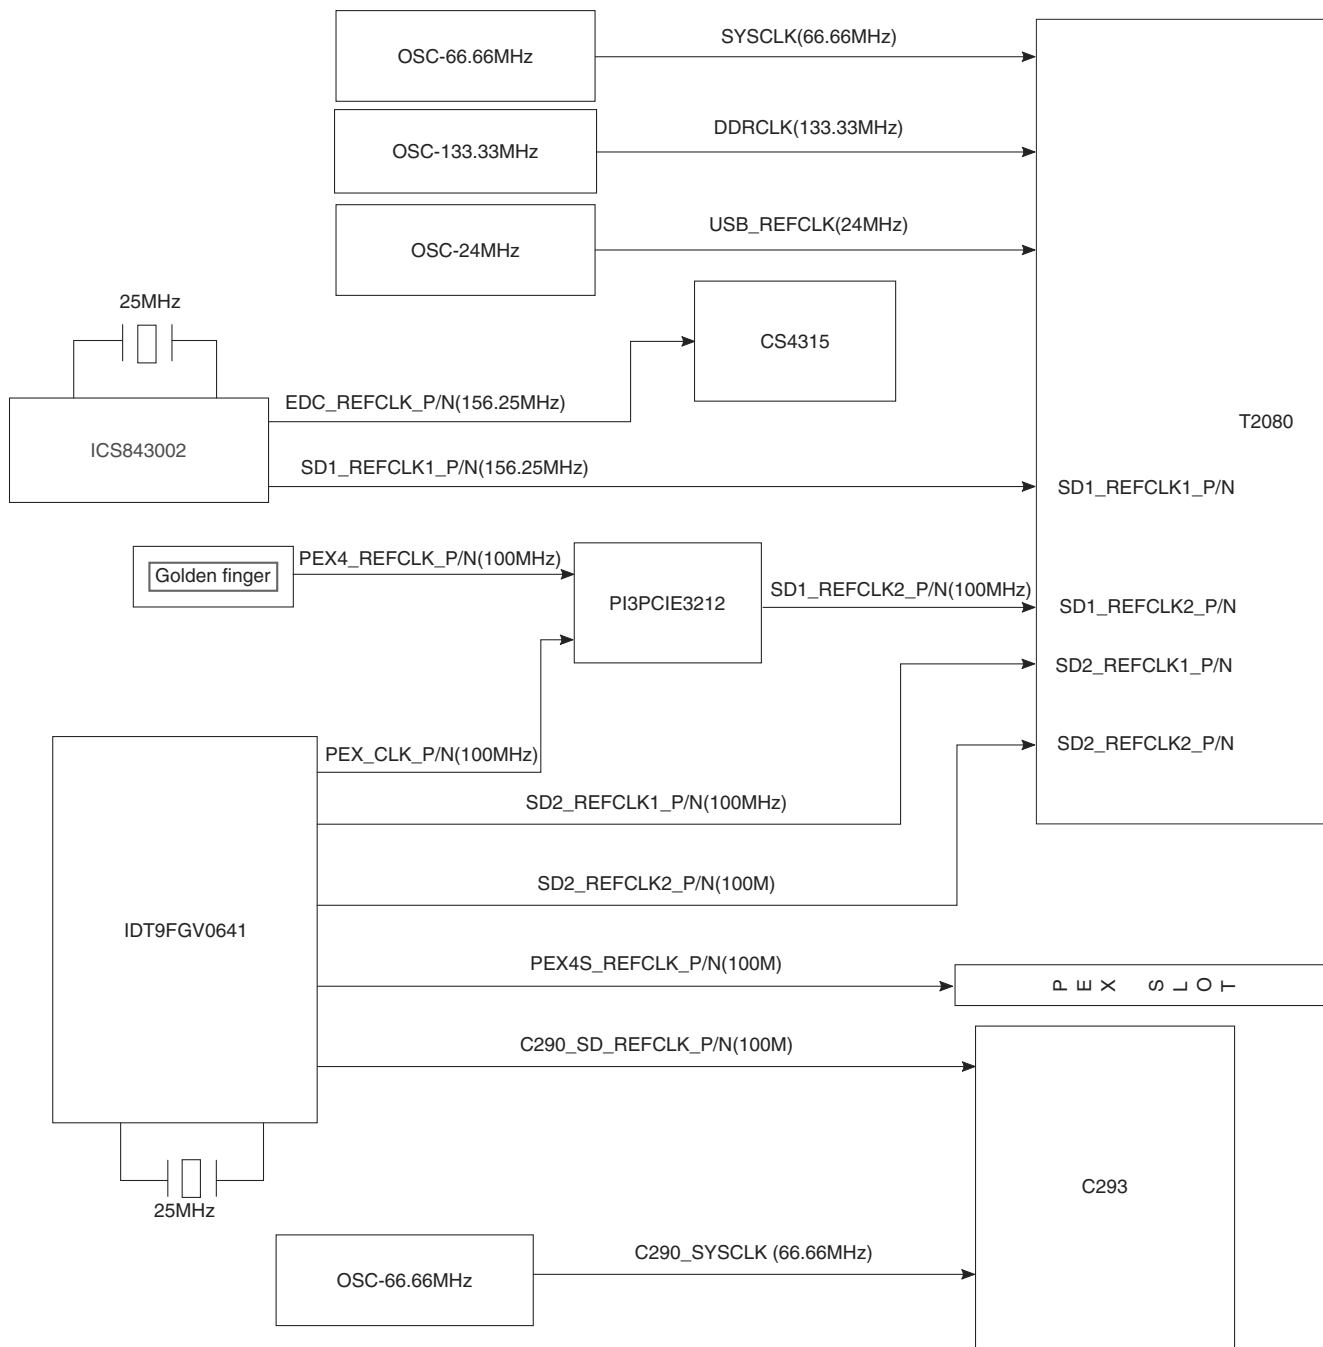 OSC-66.66MHz
SYSCLK(66.66MHz)
OSC-133.33MHz
DDRCLK(133.33MHz)
OSC-24MHz
USB_REFCLK(24MHz)
25MHz
CS4315
ICS843002
EDC_REFCLK_P/N(156.25MHz)
SD1_REFCLK1_P/N(156.25MHz)
T2080
SD1_REFCLK1_P/N
Golden finger
PEX4_REFCLK_P/N(100MHz)
PI3PCIE3212
SD1_REFCLK2_P/N(100MHz)
SD1_REFCLK2_P/N
SD2_REFCLK1_P/N
SD2_REFCLK2_P/N
PEX_CLK_P/N(100MHz)
SD2_REFCLK1_P/N(100MHz)
SD2_REFCLK2_P/N(100M)
IDT9FGV0641
PEX4S_REFCLK_P/N(100M)
PEX SLOT
C290_SD_REFCLK_P/N(100M)
C293
25MHz
OSC-66.66MHz
C290_SYSCLK (66.66MHz)